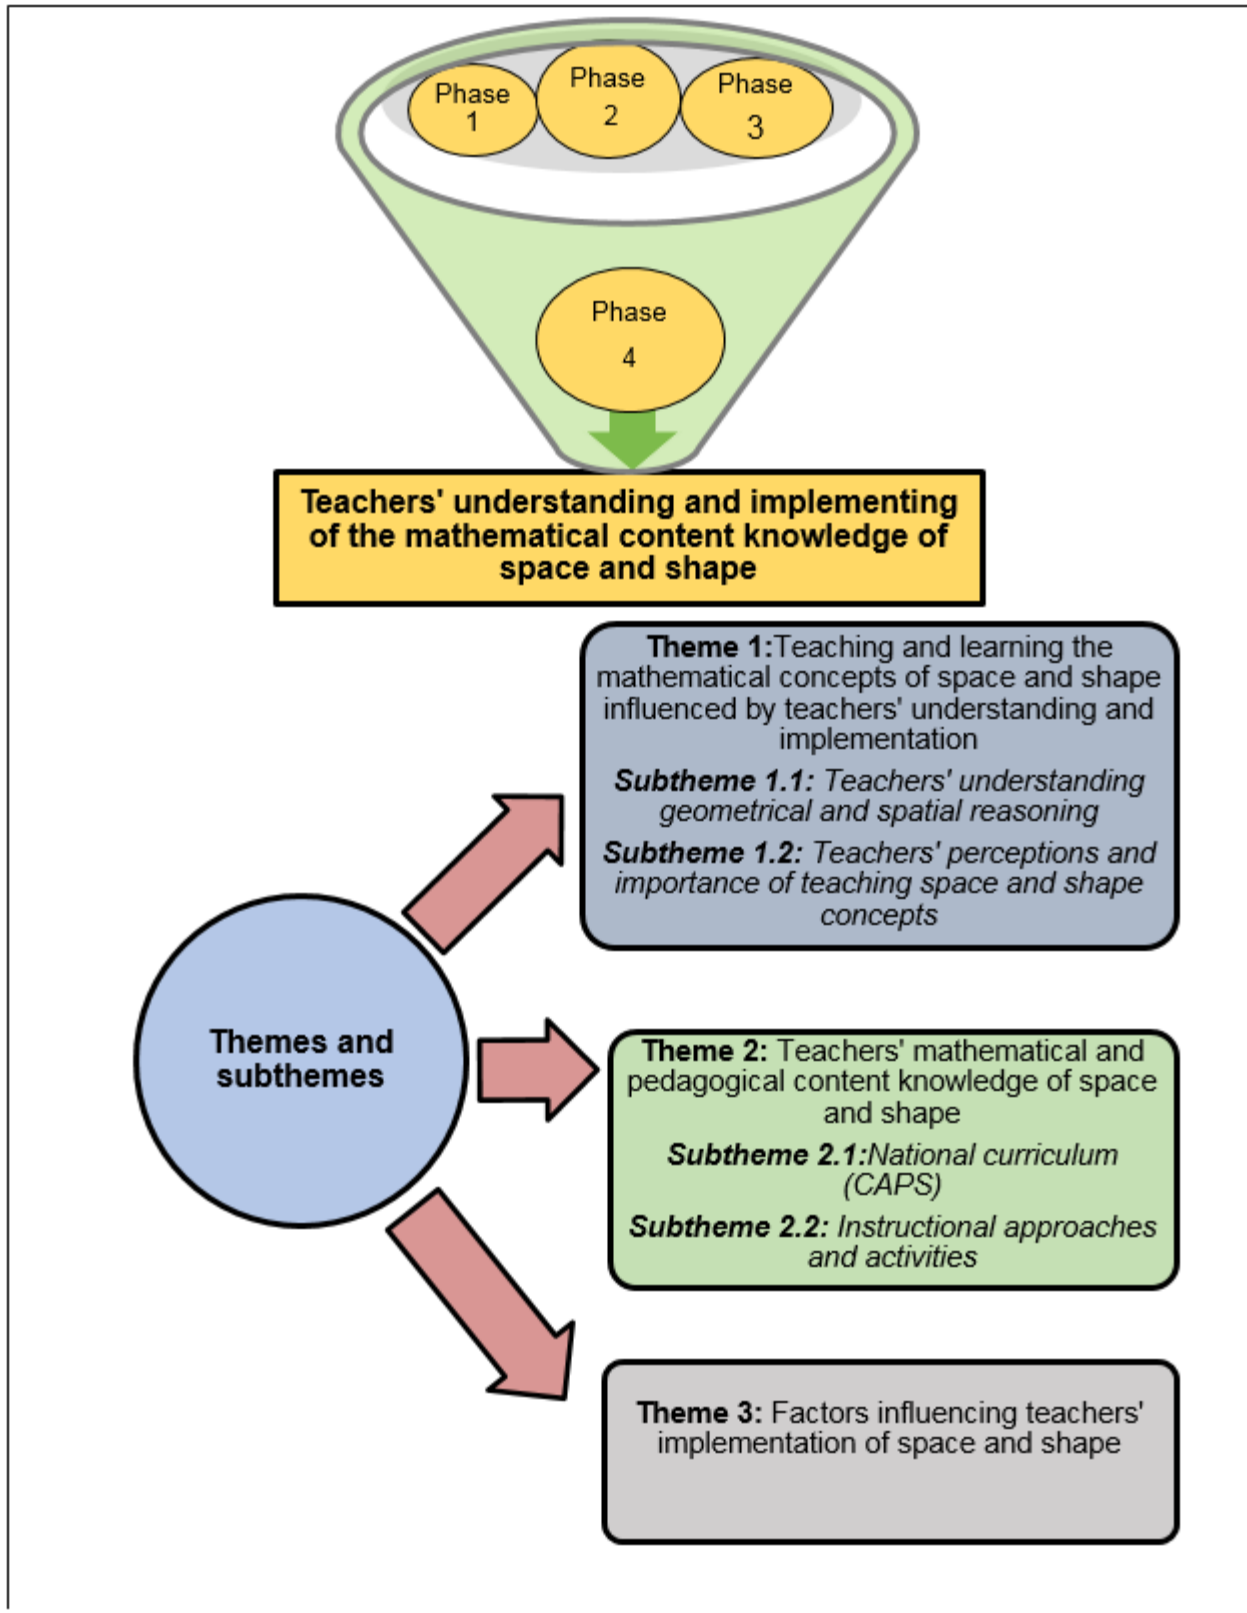 Phase
1
Phase
2
Phase
3
Phase
4
Teachers' understanding and implementing
of the mathematical content knowledge of
space and shape
Theme 1:Teaching and learning the
mathematical concepts of space and shape
influenced by teachers' understanding and
implementation
Subtheme 1.1: Teachers' understanding
geometrical and spatial reasoning
Subtheme 1.2: Teachers' perceptions and
importance of teaching space and shape
concepts
Themes and
subthemes
Theme 2: Teachers' mathematical and
pedagogical content knowledge of space
and shape
Subtheme 2.1:National curriculum
(CAPS)
Subtheme 2.2: Instructional approaches
and activities
Theme 3: Factors influencing teachers'
implementation of space and shape